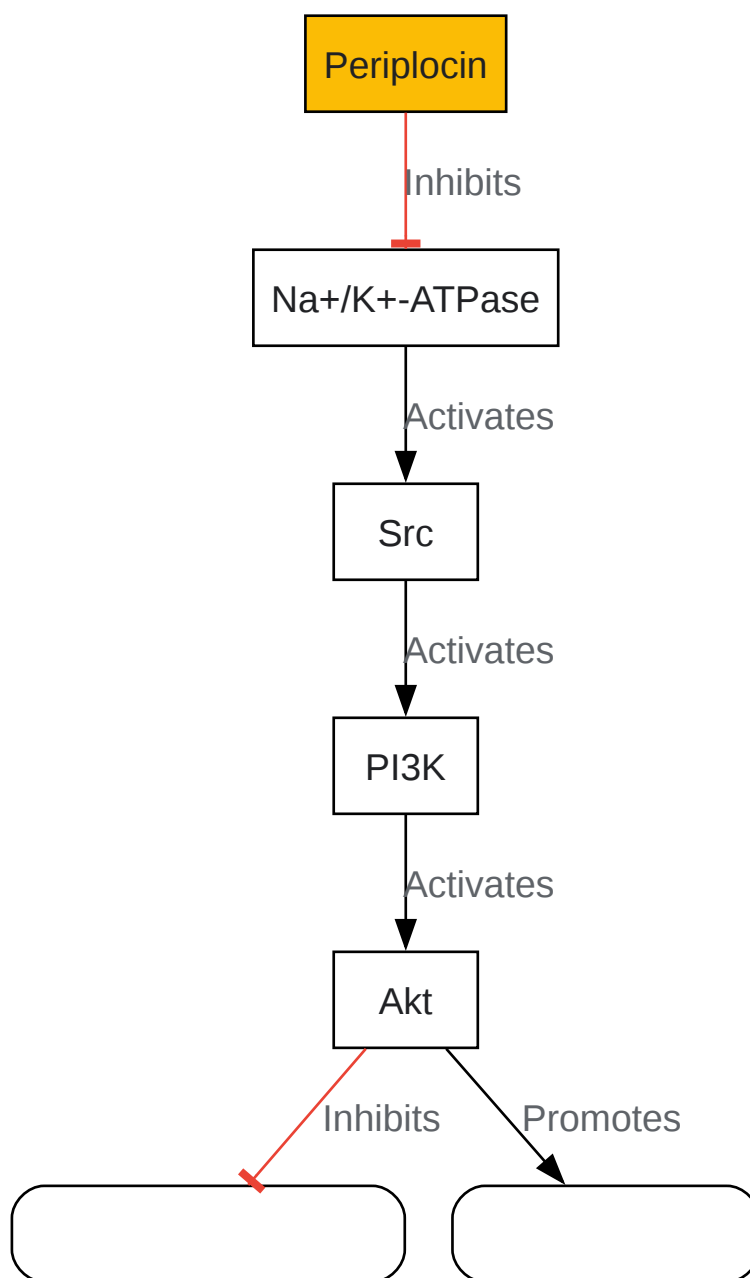 Periplocin
Inhibits
Na+/K+-ATPase
Activates
Src
Activates
PI3K
Activates
Akt
Inhibits
Promotes